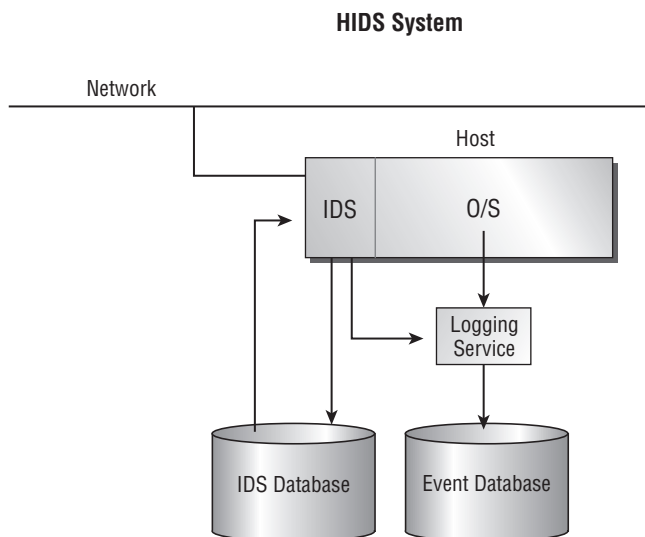 HIDS System
Network
Host
IDS
O/S
Logging
Service
IDS Database
Event Database